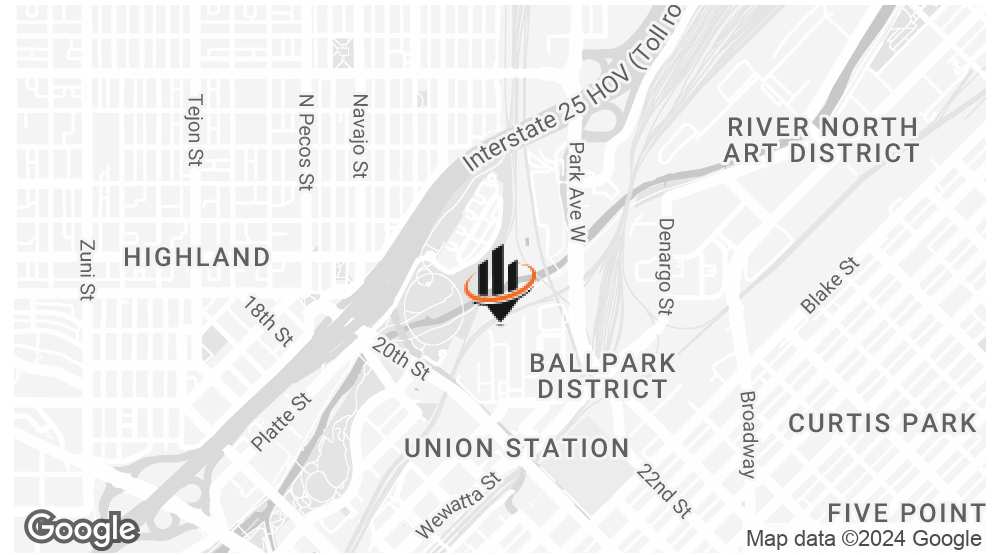 Interstate 25 HOV (Toll ro
Tejon St
N Pecos St
Navajo St
RIVER NORTH
ART DISTRICT
Park Ave W
Zuni St
HIGHLAND
Denargo St
Blake St
18th St
20th St
BALLPARK
DISTRICT
Platte St
Broadway
CURTIS PARK
UNION STATION
Wewatta St
22nd St
FIVE POINT
Google
Map data ©2024 Google